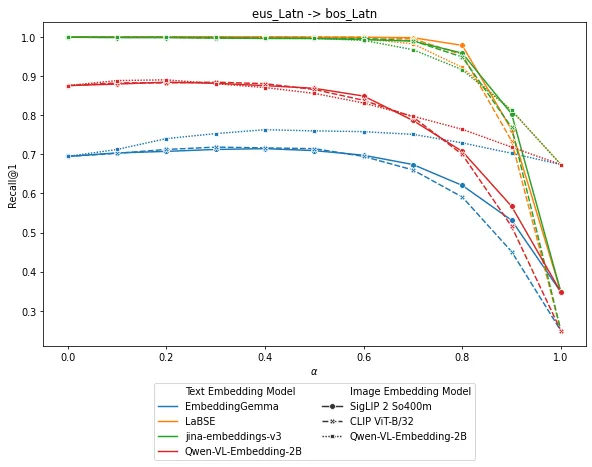 eus_Latn -> bos_Latn
Recall@1
1.0
0.9
0.8
0.7
0.6
0.5
0.4
0.3
0.0
0.2
0.4
0.6
0.8
1.0
α
Text Embedding Model
EmbeddingGemma
LaBSE
jina-embeddings-v3
Qwen-VL-Embedding-2B
Image Embedding Model
SigLIP 2 So400m
CLIP ViT-B/32
Qwen-VL-Embedding-2B